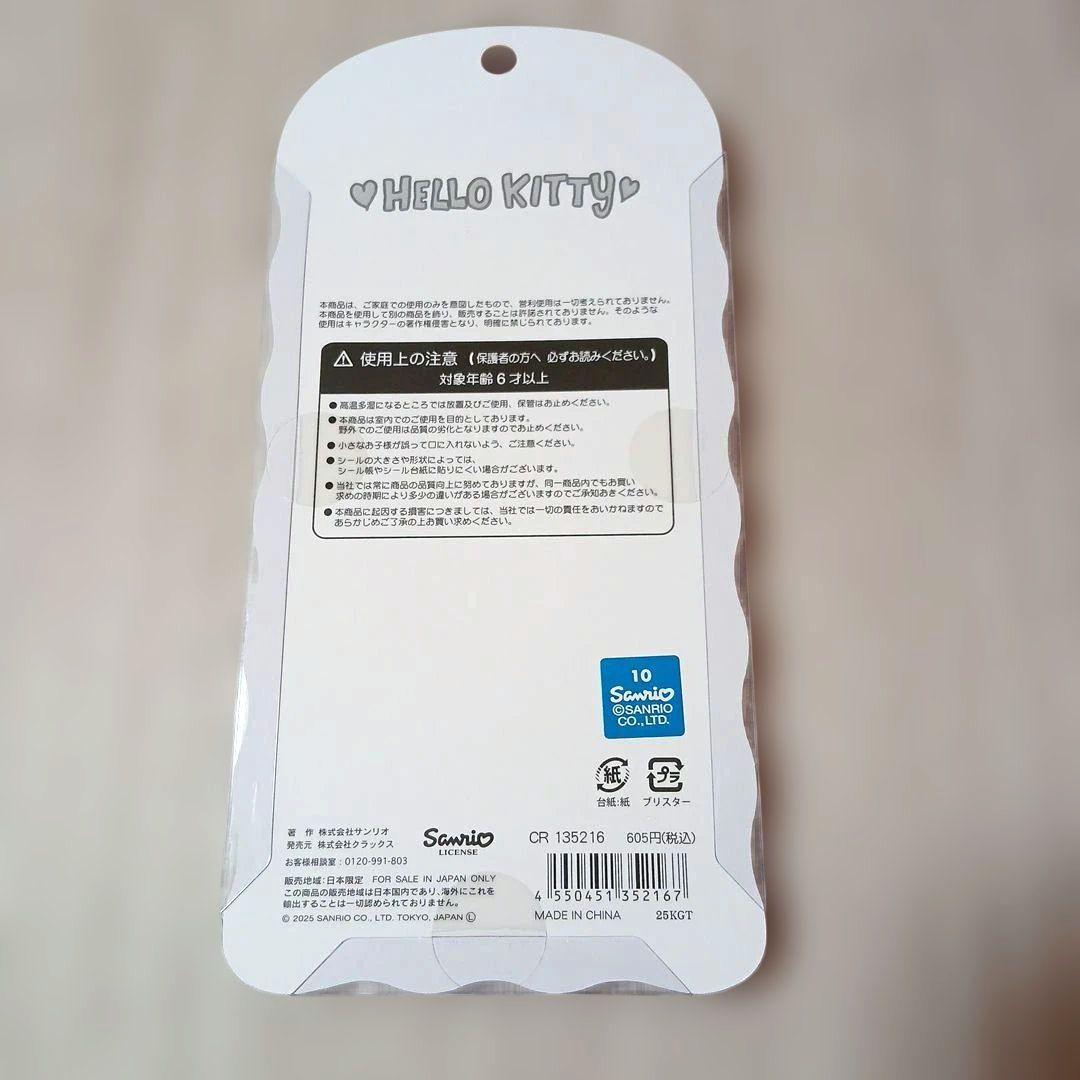 HELLO KITTY
本商品は、ご家庭での使用のみを意図したもので、営利使用は一切考えられておりません。
本商品を使用して別の商品を飾り、販売することは許諾されておりません。そのような
使用はキャラクターの著作権侵害となり、明確に禁じられております。
⚠ 使用上の注意 (保護者の方へ 必ずお読みください。)
対象年齢6才以上
●高温多湿になるところでは放置及びご使用、保管はお止めください。
●本商品は室内でのご使用を目的としております。
野外でのご使用は品質の劣化となりますのでお止めください。
●小さなお子様が誤って口に入れないよう、ご注意ください。
●シールの大きさや形状によっては、
シール帳やシール台紙に貼りにくい場合がございます。
●当社では常に商品の品質向上に努めておりますが、同一商品内でもお買い
求めの時期により多少の違いがある場合がございますのでご承知おきください。
●本商品に起因する損害につきましては、当社では一切の責任をおいかねますので
あらかじめご了承の上お買い求めください。
10
Sanrio
©SANRIO
CO.,LTD.
紙 プラ
台紙:紙 ブリスター
著 作 株式会社サンリオ
発売元 株式会社クラックス
お客様相談室:0120-991-803
Sanrio
LICENSE
CR 135216 605円(税込)
4 550451 352167
販売地域:日本限定 FOR SALE IN JAPAN ONLY
この商品の販売地域は日本国内であり、海外にこれを
輸出することは一切認められておりません。
© 2025 SANRIO CO., LTD. TOKYO, JAPAN Ⓛ
MADE IN CHINA 25KGT